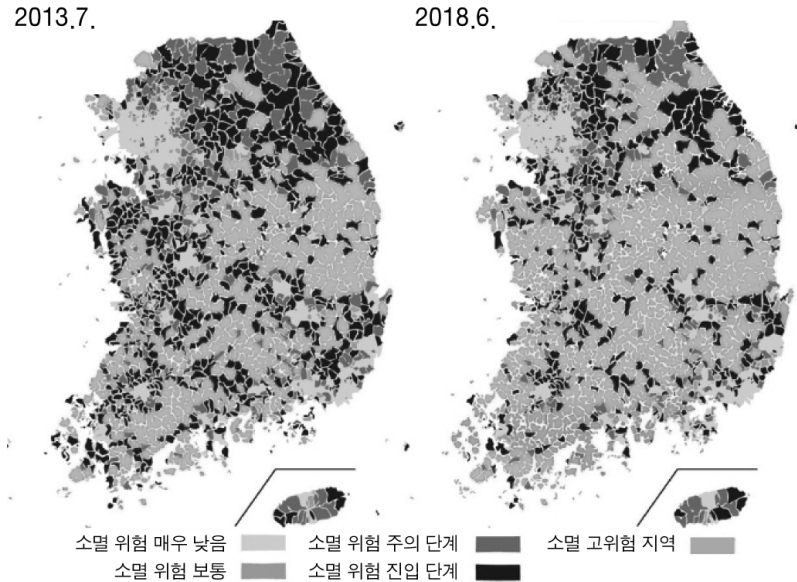 2013.7. 2018.6.
소멸 위험 매우 낮음 소멸 위험 주의 단계 소멸 고위험 지역
소멸 위험 보통 소멸 위험 진입 단계